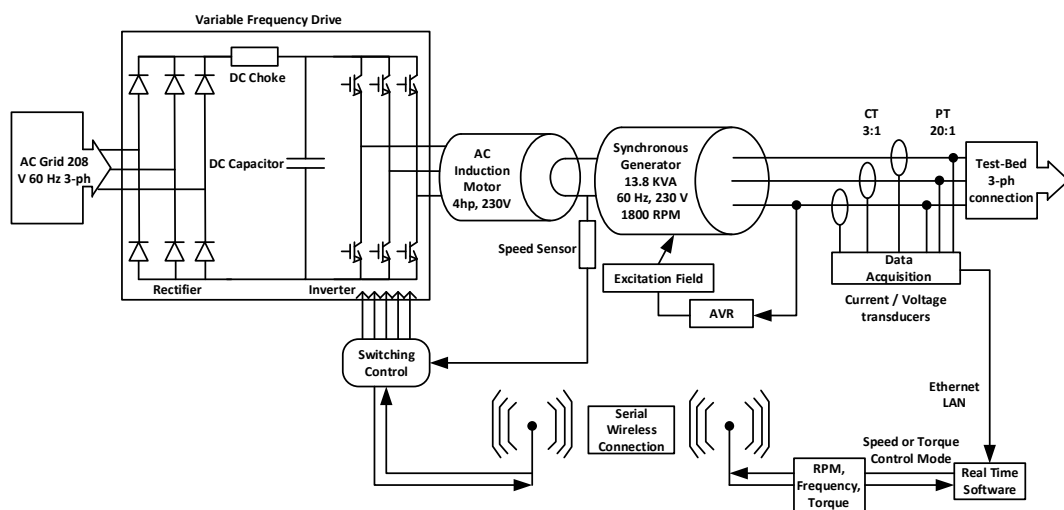 Variable Frequency Drive
DC Choke
DC Capacitor
AC Grid 208
V 60 Hz 3-ph
Rectifier
Inverter
AC
Induction
Motor
4hp, 230V
Synchronous
Generator
13.8 KVA
60 Hz, 230 V
1800 RPM
CT
3:1
PT
20:1
Test-Bed
3-ph
connection
Speed Sensor
Excitation Field
AVR
Data
Acquisition
Current / Voltage
transducers
Switching
Control
Serial
Wireless
Connection
Ethernet
LAN
Speed or Torque
Control Mode
RPM,
Frequency,
Torque
Real Time
Software